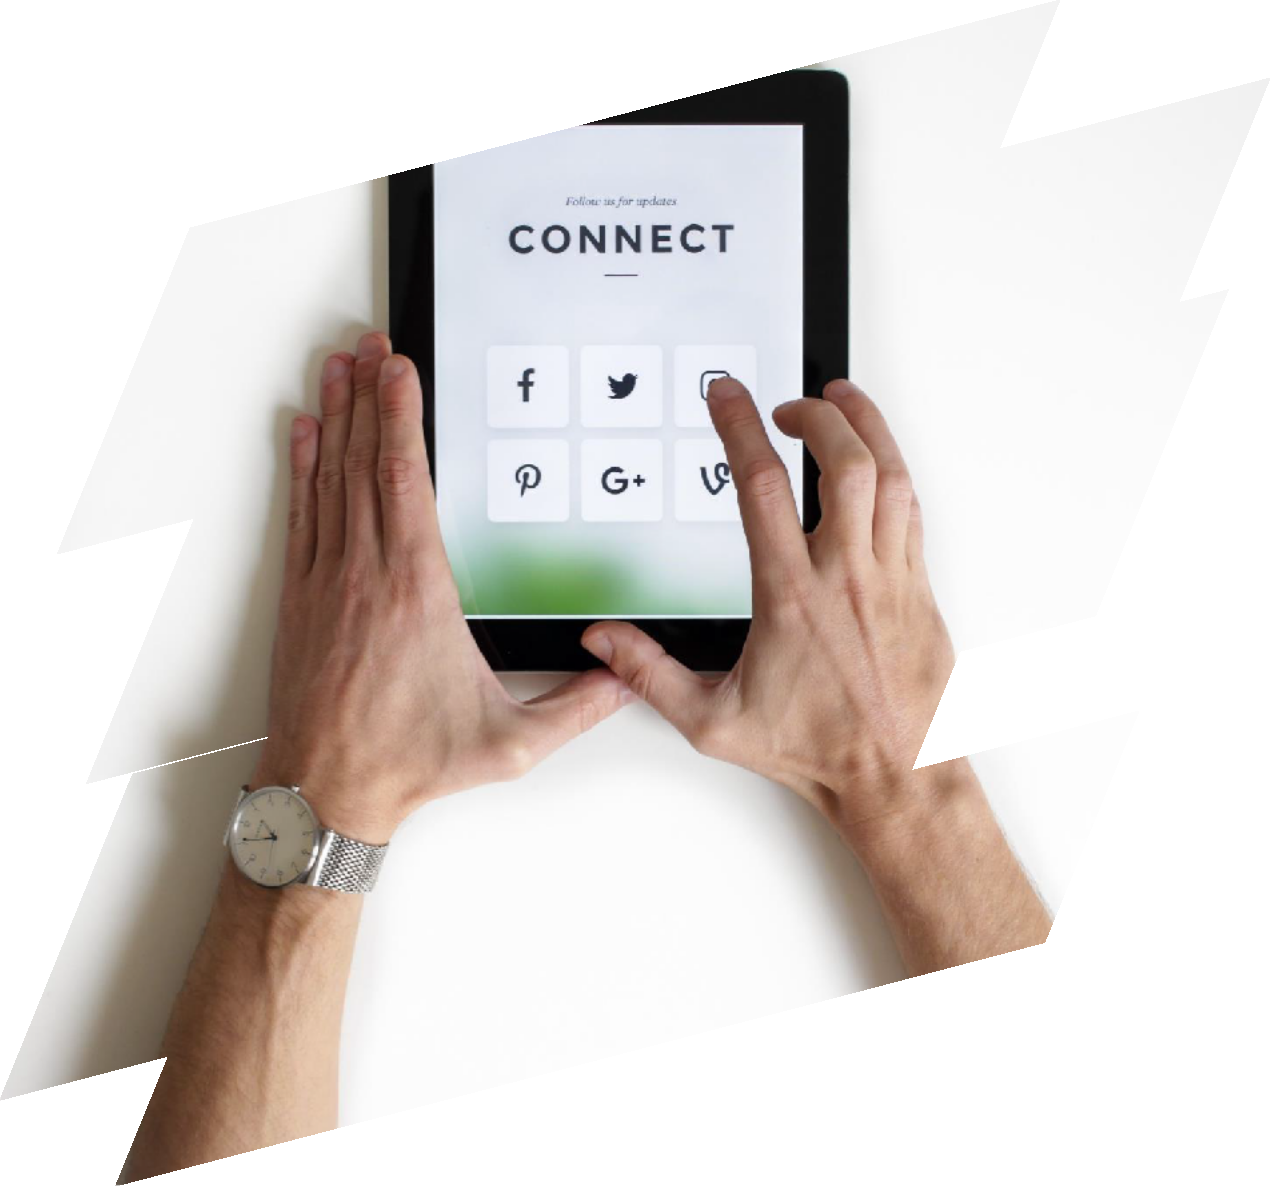 Follow us for updates
CONNECT
f
G+